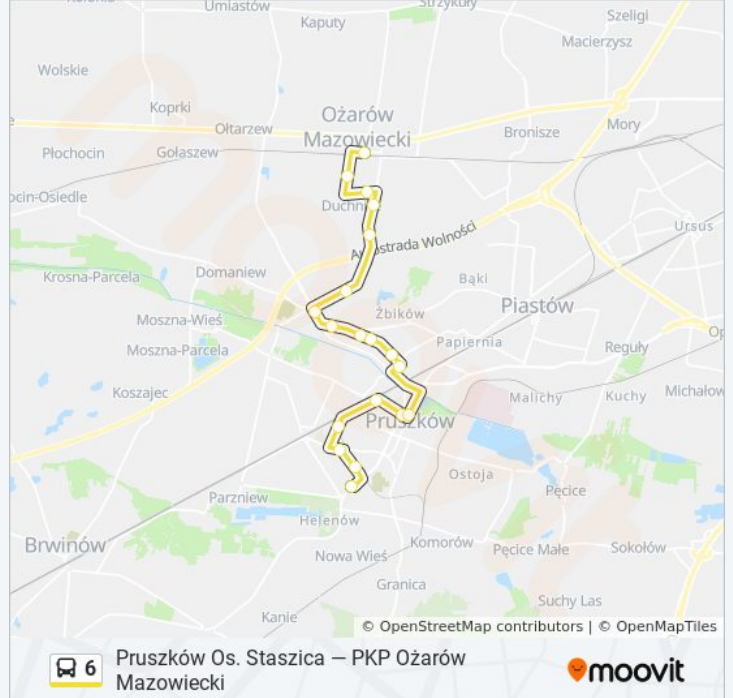 Umiastów
Strzykuły
Kaputy
Szeligi
Macierzysz
Wolskie
Koprki
Ożarów
Mazowiecki
Ołtarzew
Bronisze
Mory
Płochocin
Gołaszew
ocin-Osiedle
Duchni
Ursus
Autostrada Wolności
Domaniew
Krosna-Parcela
Bąki
Piastów
Moszna-Wieś
Żbików
Papiernia
Moszna-Parcela
Reguły
Koszajec
Malichy
Kuchy
Michałow
Pruszków
Ostoja
Pęcice
Parzniew
Helenów
Brwinów
Komorów
Pęcice Małe
Sokołów
Nowa Wieś
Granica
Suchy Las
Kanie
© OpenStreetMap contributors | © OpenMapTiles
6
Pruszków Os. Staszica — PKP Ożarów
Mazowiecki
moovit